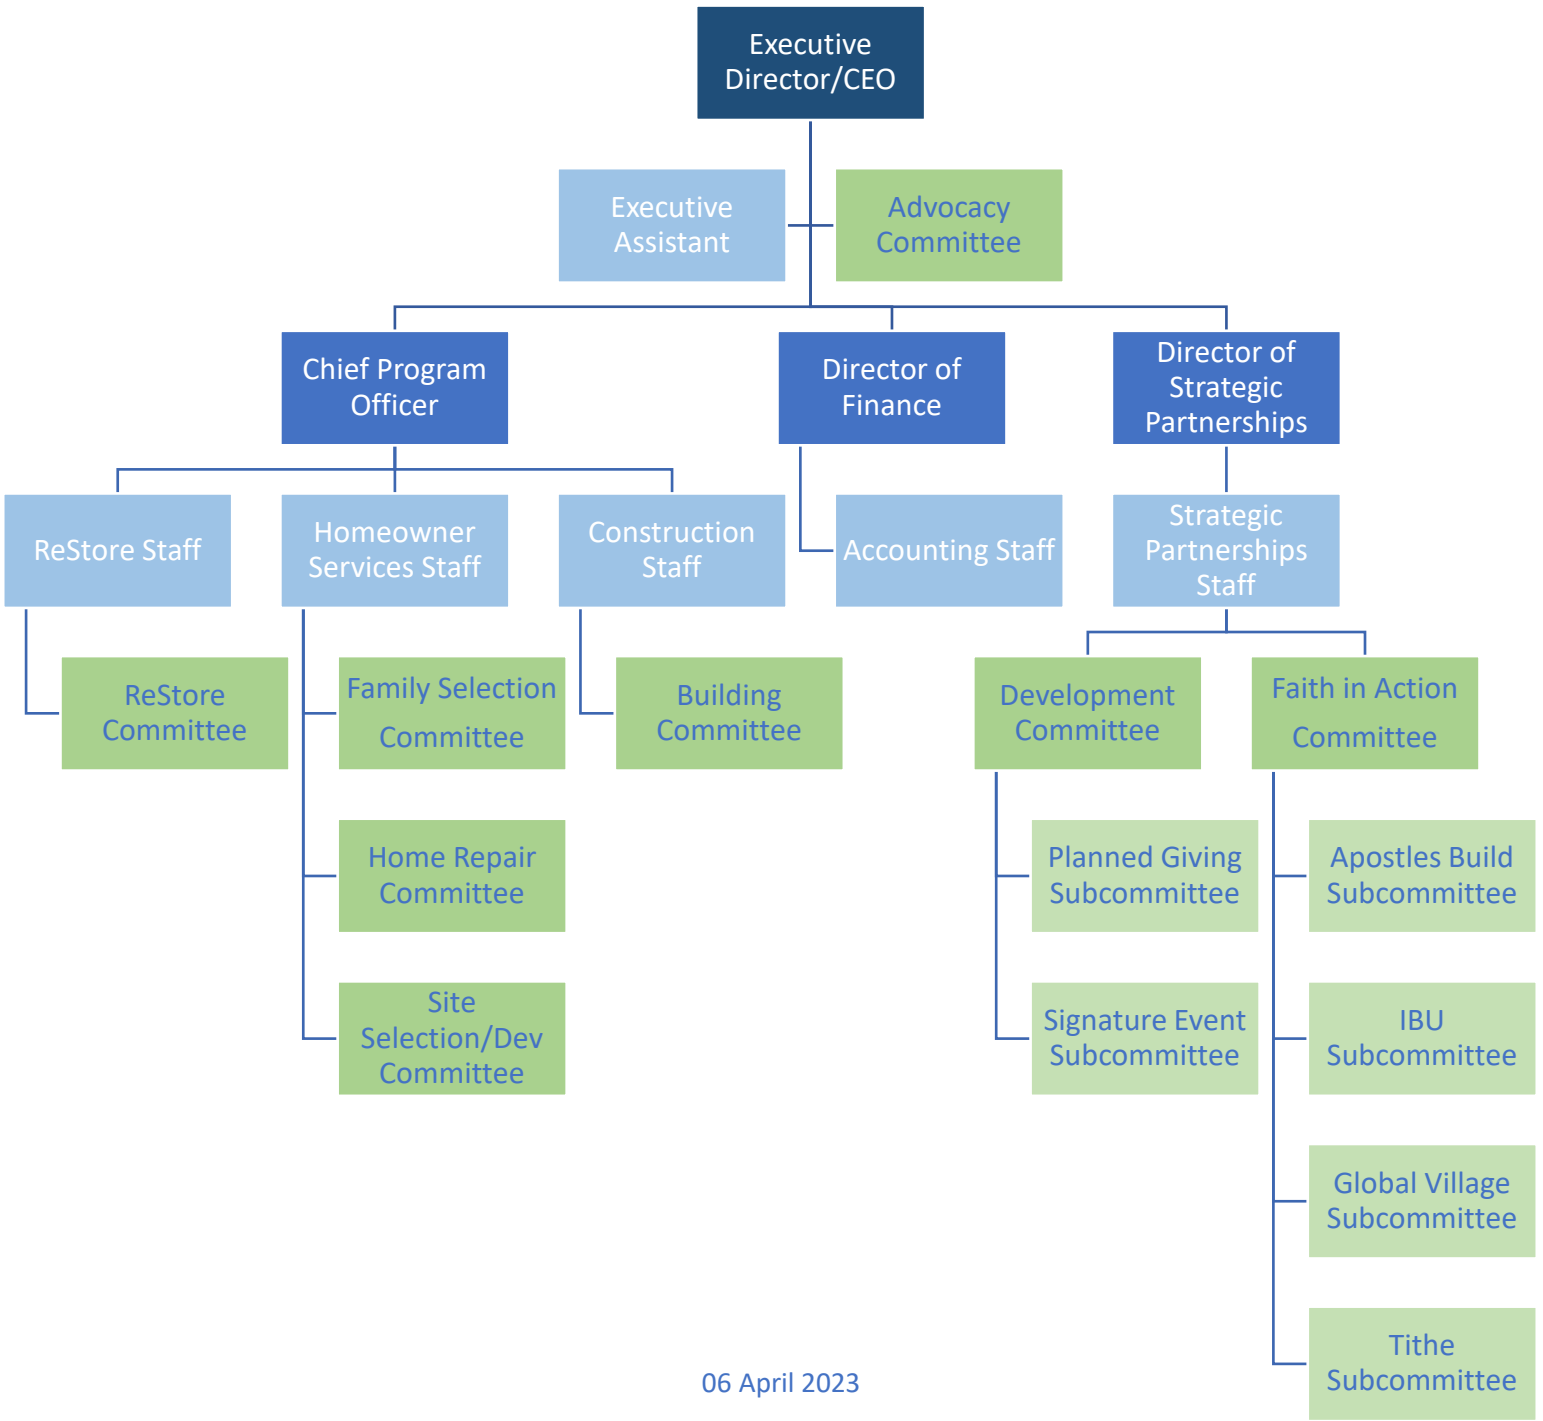 Executive
Director/CEO
Executive
Assistant
Advocacy
Committee
Chief Program
Officer
Director of
Finance
Director of
Strategic
Partnerships
ReStore Staff
Homeowner
Services Staff
Construction
Staff
Accounting Staff
Strategic
Partnerships
Staff
ReStore
Committee
Family Selection
Committee
Building
Committee
Development
Committee
Faith in Action
Committee
Home Repair
Committee
Planned Giving
Subcommittee
Apostles Build
Subcommittee
Site
Selection/Dev
Committee
Signature Event
Subcommittee
IBU
Subcommittee
Global Village
Subcommittee
Tithe
Subcommittee
06 April 2023